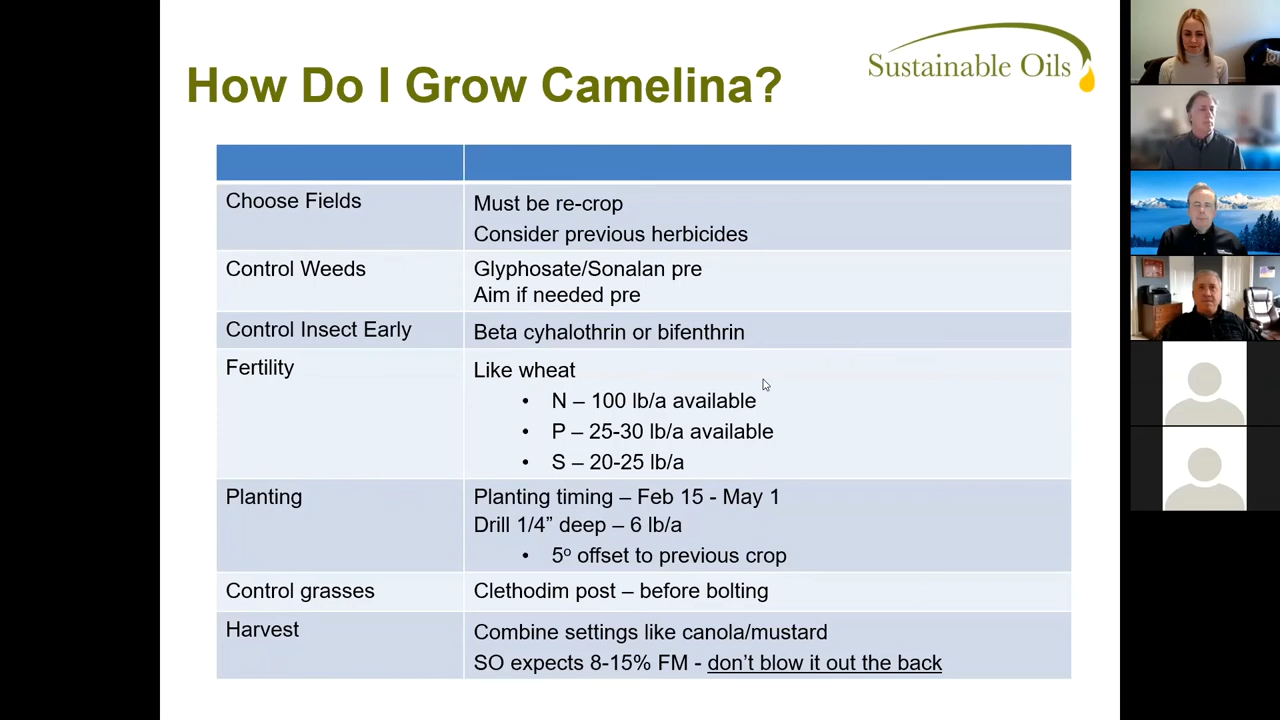 How Do I Grow Camelina?
Sustainable Oils
Choose Fields
Must be re-crop
Consider previous herbicides
Control Weeds
Glyphosate/Sonalan pre
Aim if needed pre
Control Insect Early
Beta cyhalothrin or bifenthrin
Fertility
Like wheat
• N – 100 lb/a available
• P – 25-30 lb/a available
• S – 20-25 lb/a
Planting
Planting timing – Feb 15 - May 1
Drill 1/4” deep – 6 lb/a
• 5º offset to previous crop
Control grasses
Clethodim post – before bolting
Harvest
Combine settings like canola/mustard
SO expects 8-15% FM - don’t blow it out the back